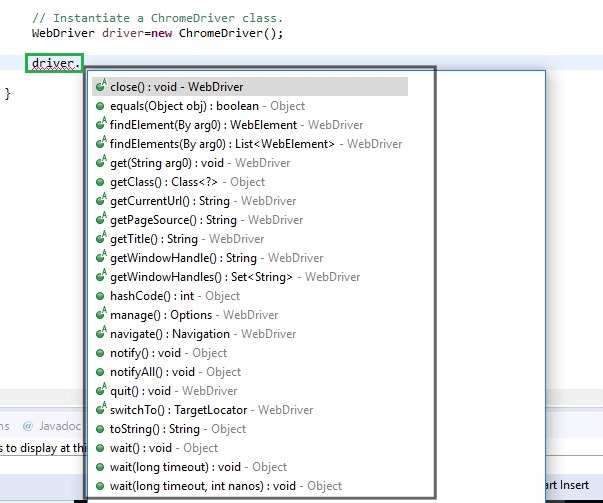 // Instantiate a ChromeDriver class.
WebDriver driver=new ChromeDriver();
driver.
}
close() : void - WebDriver
equals(Object obj) : boolean - Object
findElement(By arg0) : WebElement - WebDriver
findElements(By arg0) : List<WebElement> - WebDriver
get(String arg0) : void - WebDriver
getClass() : Class<?> - Object
getCurrentUrl() : String - WebDriver
getPageSource() : String - WebDriver
getTitle() : String - WebDriver
getWindowHandle() : String - WebDriver
getWindowHandles() : Set<String> - WebDriver
hashCode() : int - Object
manage() : Options - WebDriver
navigate() : Navigation - WebDriver
notify() : void - Object
notifyAll() : void - Object
quit() : void - WebDriver
switchTo() : TargetLocator - WebDriver
toString() : String - Object
wait() : void - Object
wait(long timeout) : void - Object
wait(long timeout, int nanos) : void - Object
ns @ Javadoc
s to display at thi
art Insert